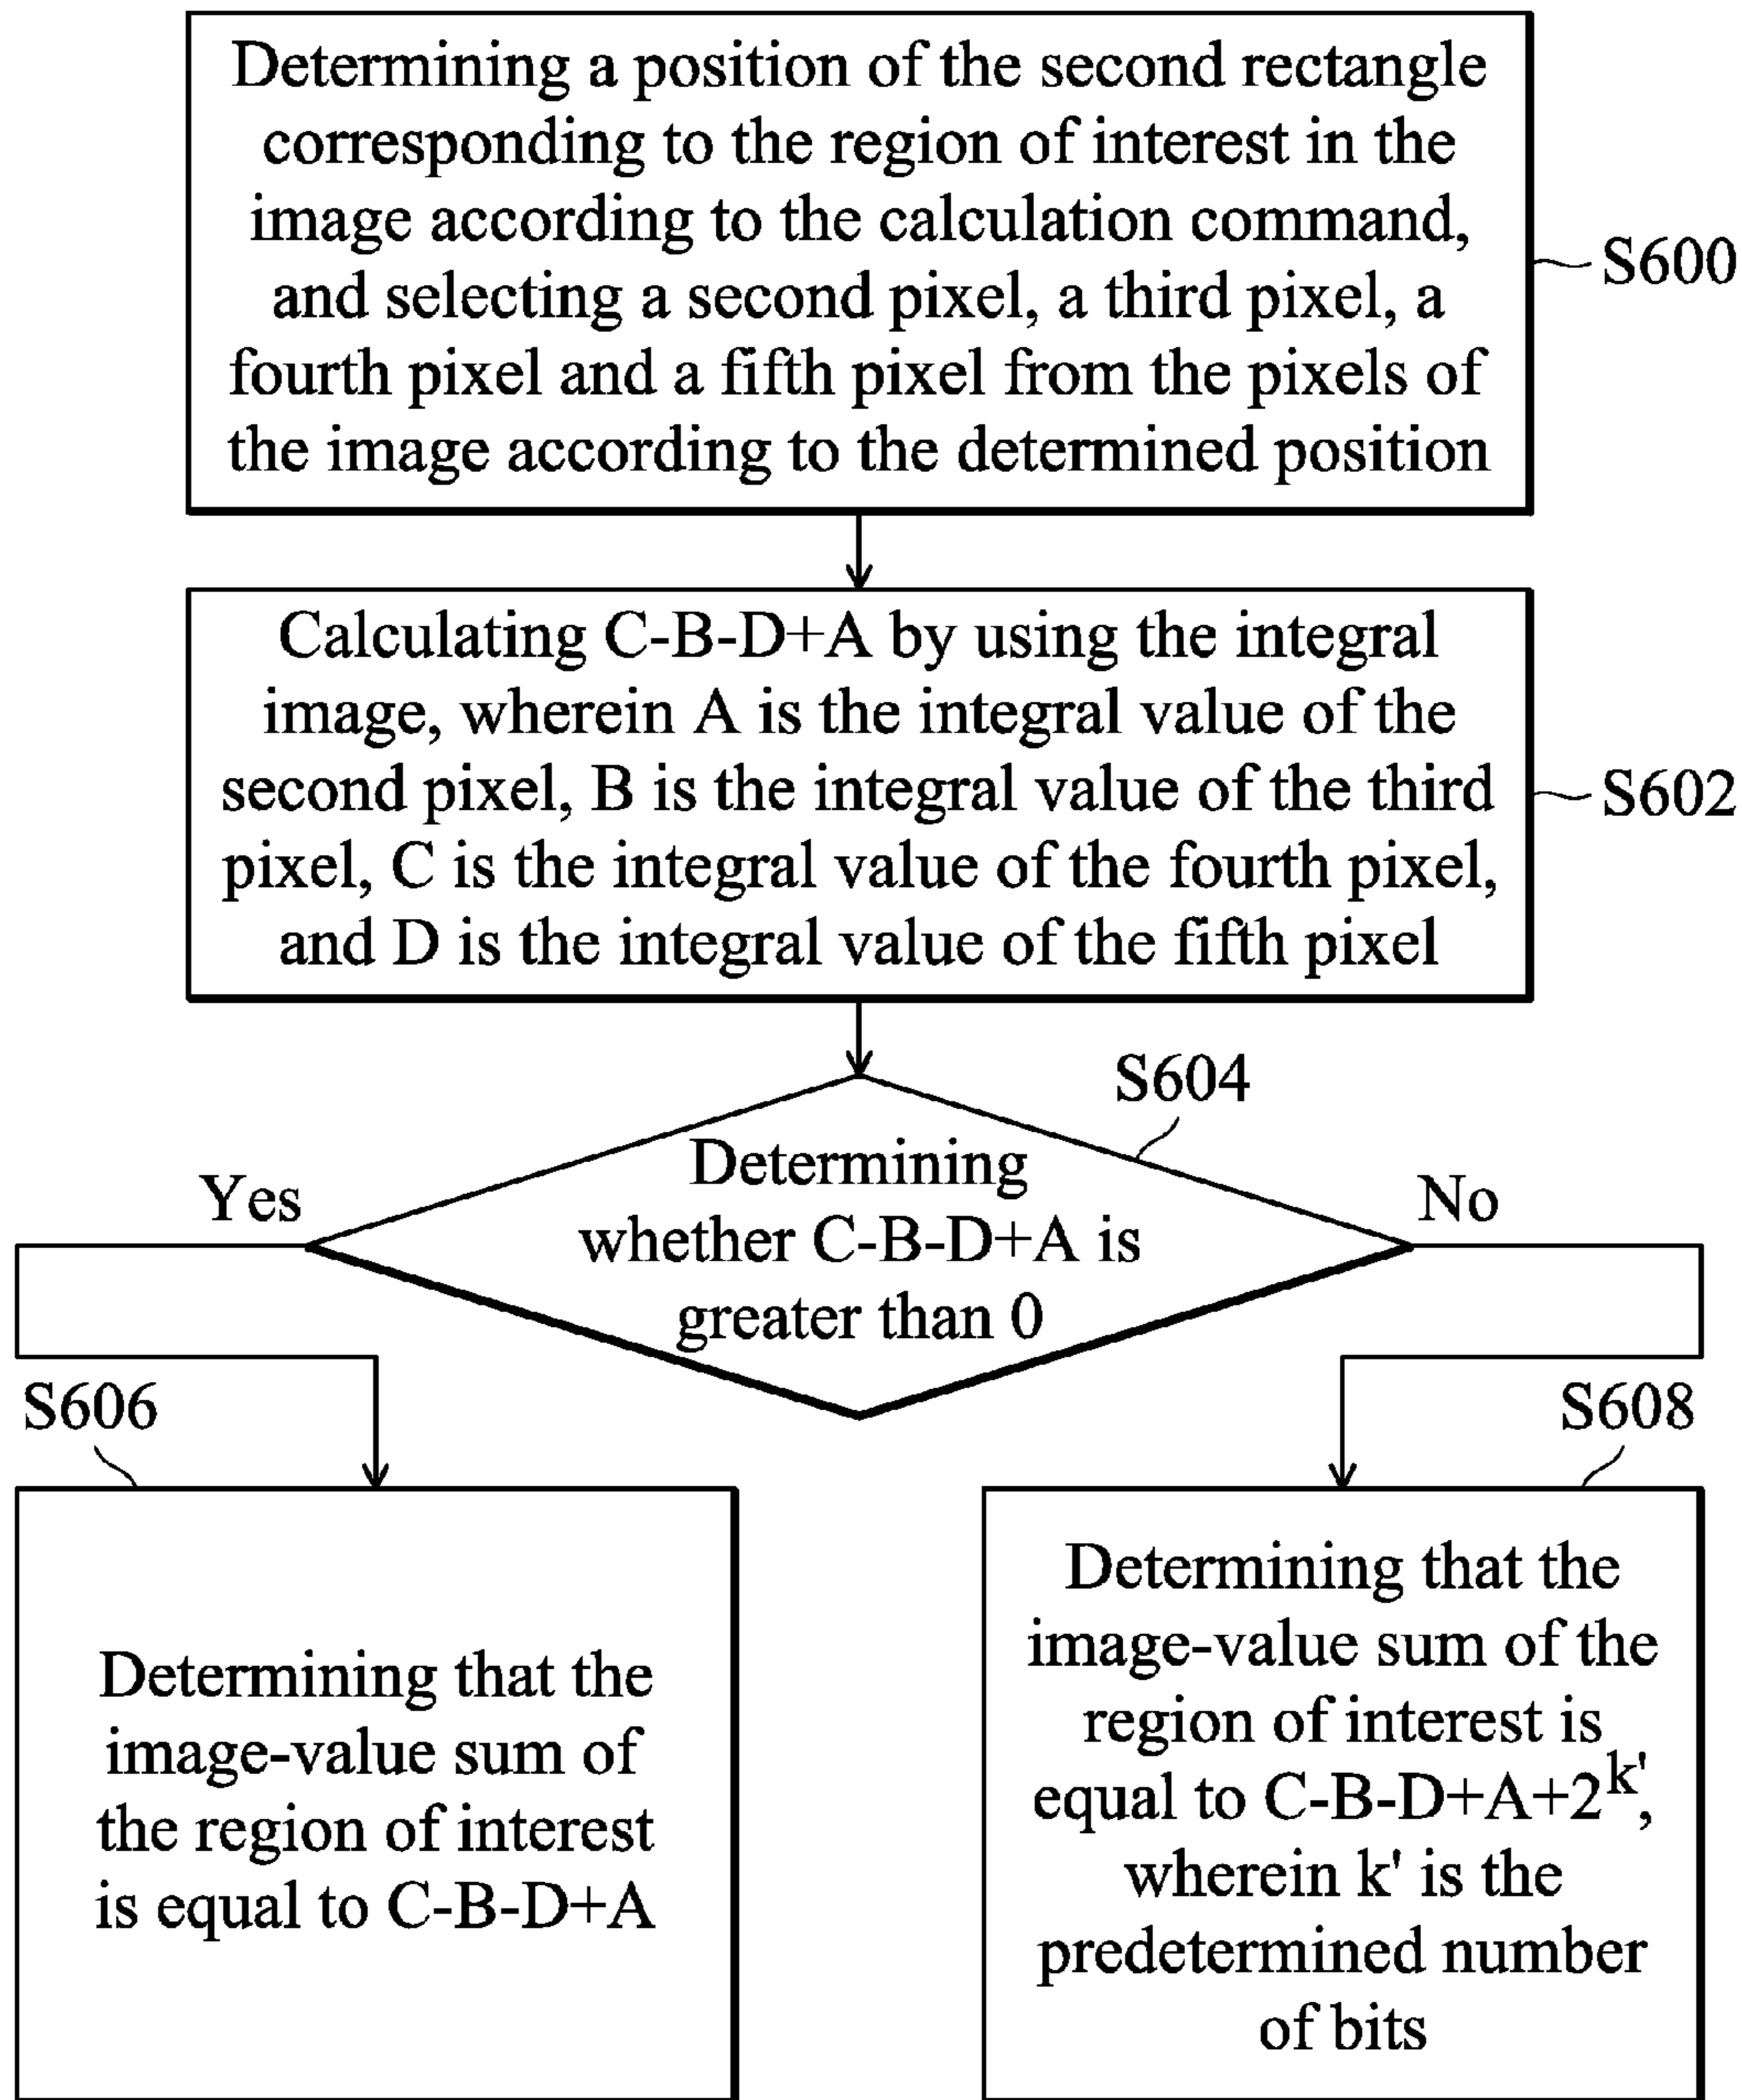 Determining a position of the second rectangle
corresponding to the region of interest in the
image according to the calculation command,
and selecting a second pixel, a third pixel, a
fourth pixel and a fifth pixel from the pixels of
the image according to the determined position
S600
Calculating C-B-D+A by using the integral
image, wherein A is the integral value of the
second pixel, B is the integral value of the third
pixel, C is the integral value of the fourth pixel,
and D is the integral value of the fifth pixel
S602
S604
Determining
whether C-B-D+A is
greater than 0
Yes
No
S606
Determining that the
image-value sum of
the region of interest
is equal to C-B-D+A
S608
Determining that the
image-value sum of the
region of interest is
equal to C-B-D+A+2^k',
wherein k' is the
predetermined number
of bits